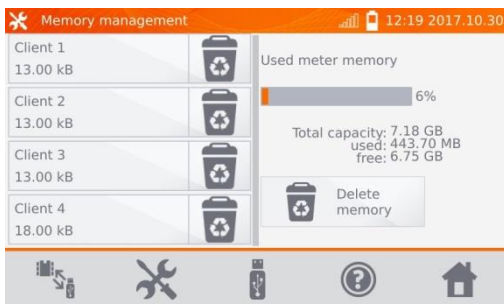 Memory management
12:19 2017.10.30
Client 1
13.00 kB
Client 2
13.00 kB
Client 3
13.00 kB
Client 4
18.00 kB
Used meter memory
6%
Total capacity: 7.18 GB
used: 443.70 MB
free: 6.75 GB
Delete
memory